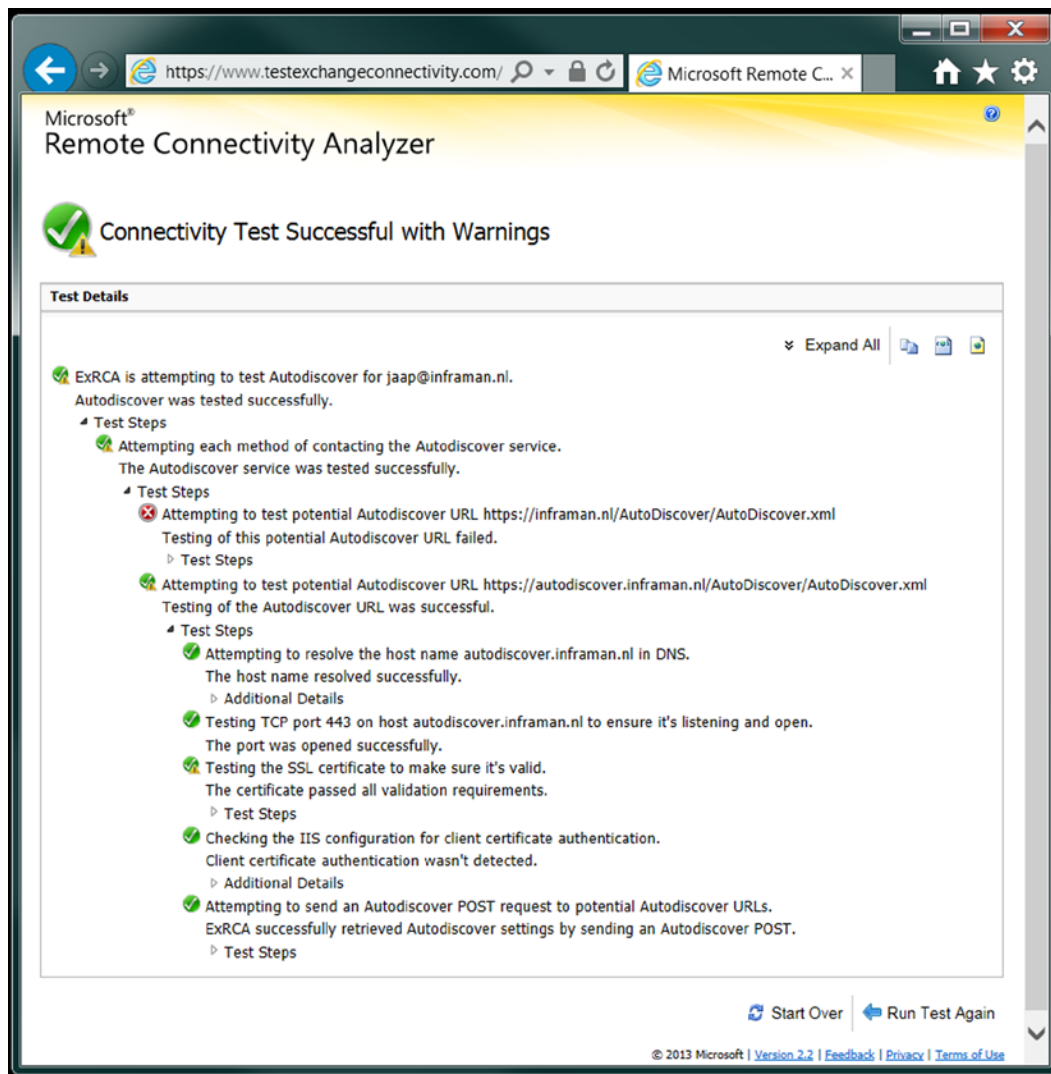 https://www.testexchangeconnectivity.com/
Microsoft Remote C...
Microsoft®
Remote Connectivity Analyzer
Connectivity Test Successful with Warnings
Test Details
Expand All
ExRCA is attempting to test Autodiscover for jaap@inframan.nl.
Autodiscover was tested successfully.
Test Steps
Attempting each method of contacting the Autodiscover service.
The Autodiscover service was tested successfully.
Test Steps
Attempting to test potential Autodiscover URL https://inframan.nl/AutoDiscover/AutoDiscover.xml
Testing of this potential Autodiscover URL failed.
Test Steps
Attempting to test potential Autodiscover URL https://autodiscover.inframan.nl/AutoDiscover/AutoDiscover.xml
Testing of the Autodiscover URL was successful.
Test Steps
Attempting to resolve the host name autodiscover.inframan.nl in DNS.
The host name resolved successfully.
Additional Details
Testing TCP port 443 on host autodiscover.inframan.nl to ensure it's listening and open.
The port was opened successfully.
Testing the SSL certificate to make sure it's valid.
The certificate passed all validation requirements.
Test Steps
Checking the IIS configuration for client certificate authentication.
Client certificate authentication wasn't detected.
Additional Details
Attempting to send an Autodiscover POST request to potential Autodiscover URLs.
ExRCA successfully retrieved Autodiscover settings by sending an Autodiscover POST.
Test Steps
Start Over Run Test Again
© 2013 Microsoft | Version 2.2 | Feedback | Privacy | Terms of Use